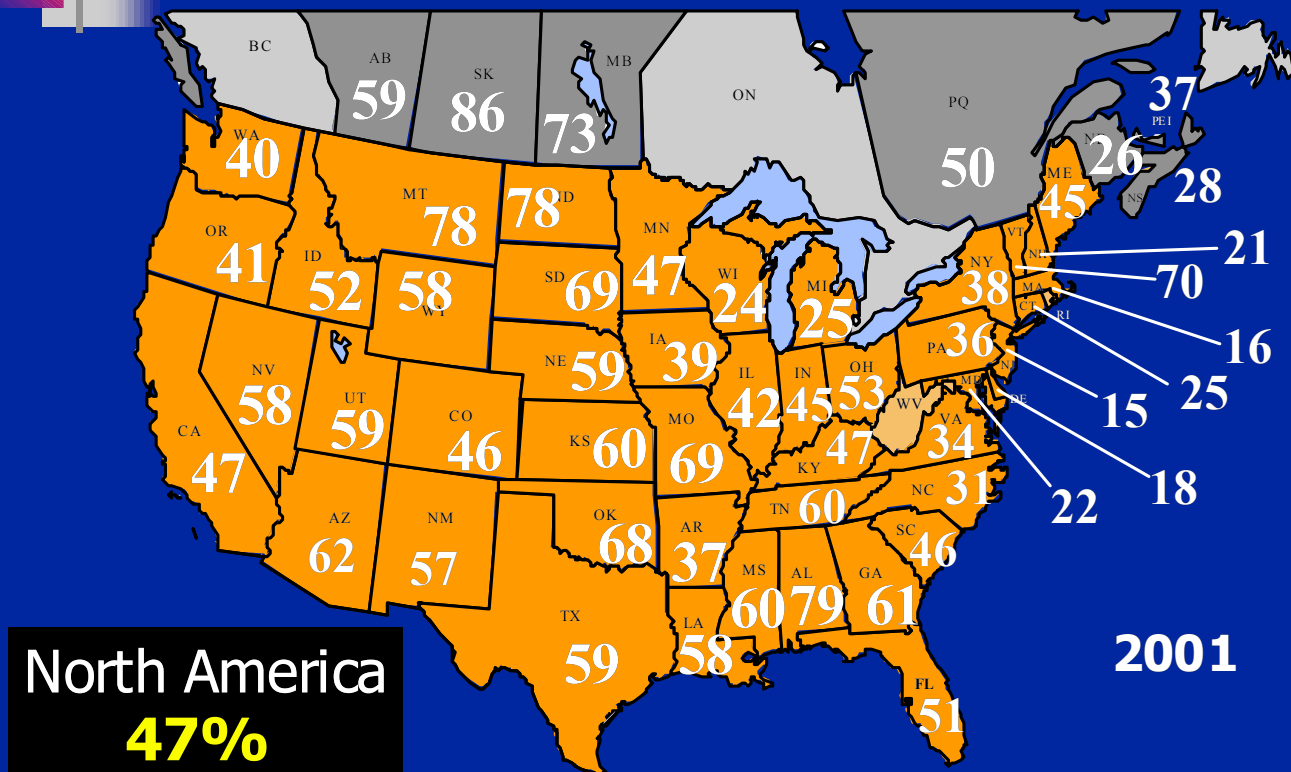 BC
AB
59
SK
86
MB
73
ON
PQ
50
37
PEI
26
NS
28
WA
40
OR
41
ID
52
MT
78
ND
78
SD
69
MN
47
WI
24
MI
25
NY
38
VT
ME
45
21
70
MA
CT
RI
16
25
15
18
22
WY
58
NE
59
IA
39
IL
42
IN
45
OH
53
PA
36
MD
DE
WV
VA
34
NV
58
UT
59
CO
46
KS
60
MO
69
KY
47
CA
47
AZ
62
NM
57
OK
68
AR
37
TN
60
NC
31
SC
46
MS
60
AL
79
GA
61
TX
59
LA
58
FL
51
North America
47%
2001